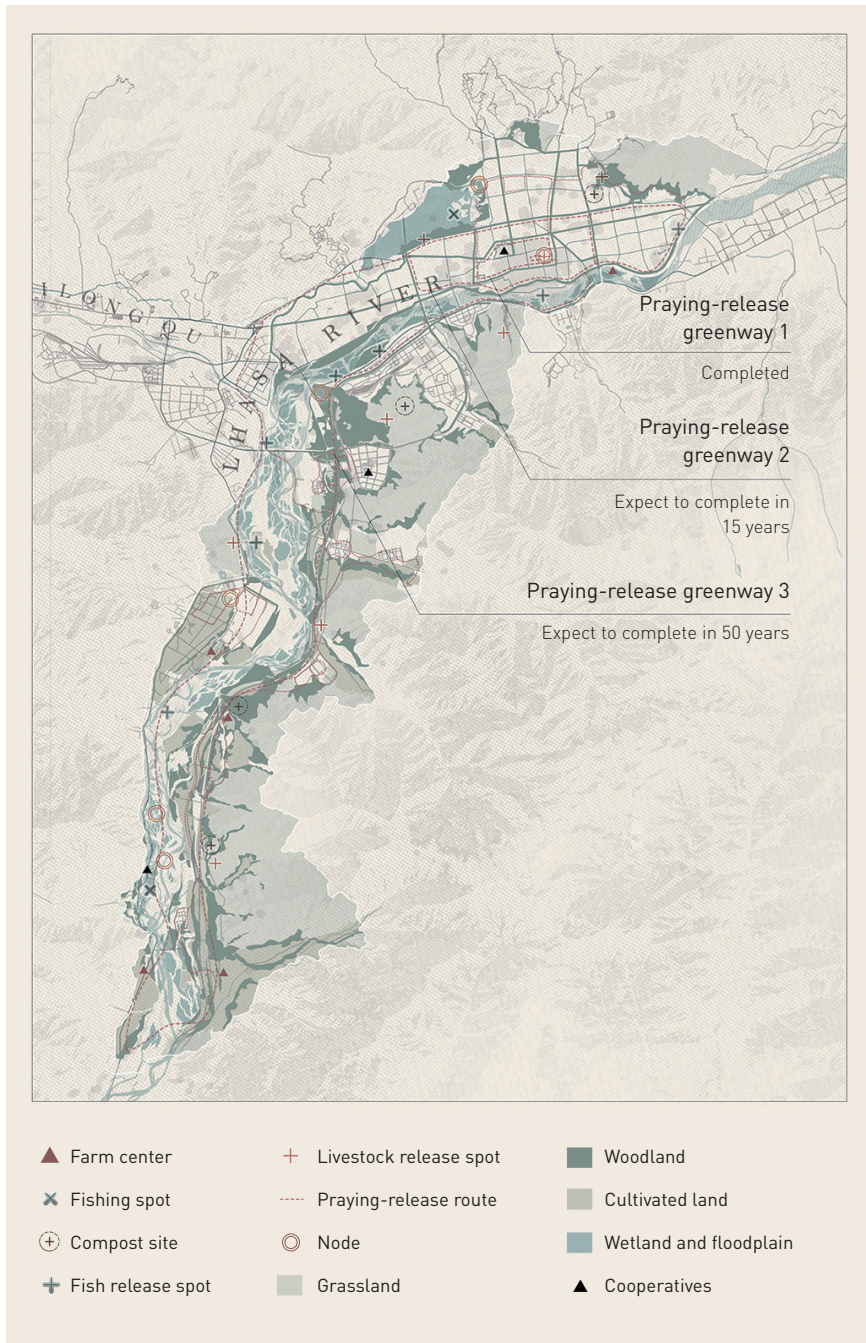 ILONG QU
LHASA RIVER
Praying-release
greenway 1
Completed
Praying-release
greenway 2
Expect to complete in
15 years
Praying-release greenway 3
Expect to complete in 50 years
Farm center
Livestock release spot
Woodland
Fishing spot
Praying-release route
Cultivated land
Compost site
Node
Wetland and floodplain
Fish release spot
Grassland
Cooperatives